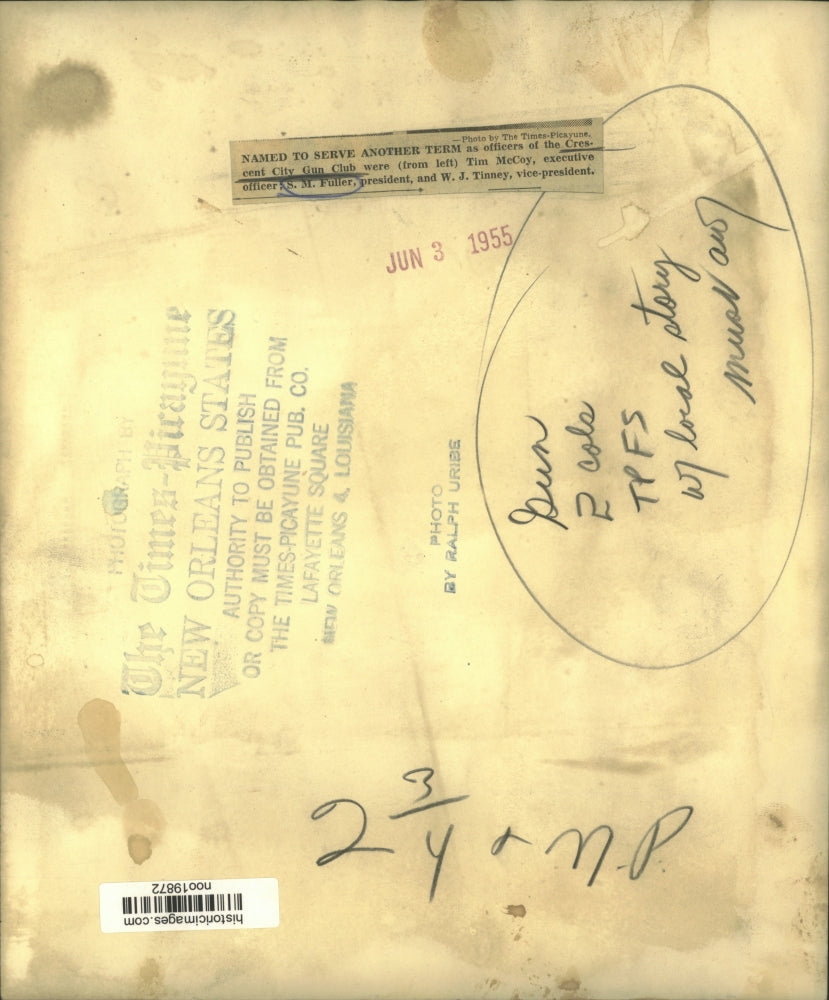 —Photo by The Times-Picayune.
NAMED TO SERVE ANOTHER TERM as officers of the Cres-
cent City Gun Club were (from left) Tim McCoy, executive
officer; S. M. Fuller, president, and W. J. Tinney, vice-president.
JUN 3 1955
PHOTOGRAPH BY
The Times-Picayune
NEW ORLEANS STATES
AUTHORITY TO PUBLISH
OR COPY MUST BE OBTAINED FROM
THE TIMES-PICAYUNE PUB. CO.
LAFAYETTE SQUARE
NEW ORLEANS 4, LOUISIANA
PHOTO
BY RALPH URIBE
Gun
2 cols
TPFS
w/ local story
2 3/4 + N.P.
historicimages.com
noo19872